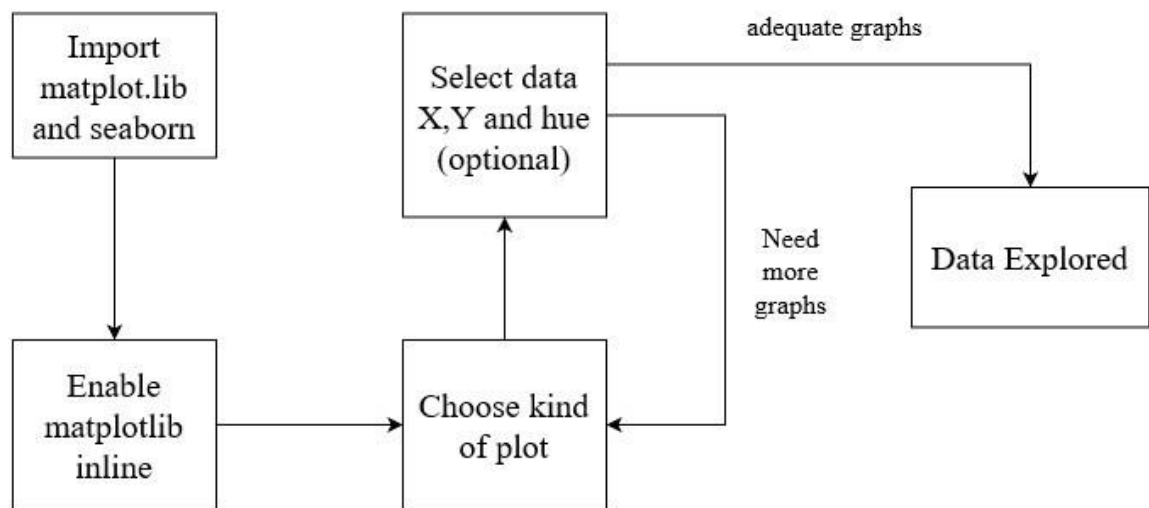 Import
matplot.lib
and seaborn
Enable
matplotlib
inline
Choose kind
of plot
Select data
X,Y and hue
(optional)
adequate graphs
Need
more
graphs
Data Explored